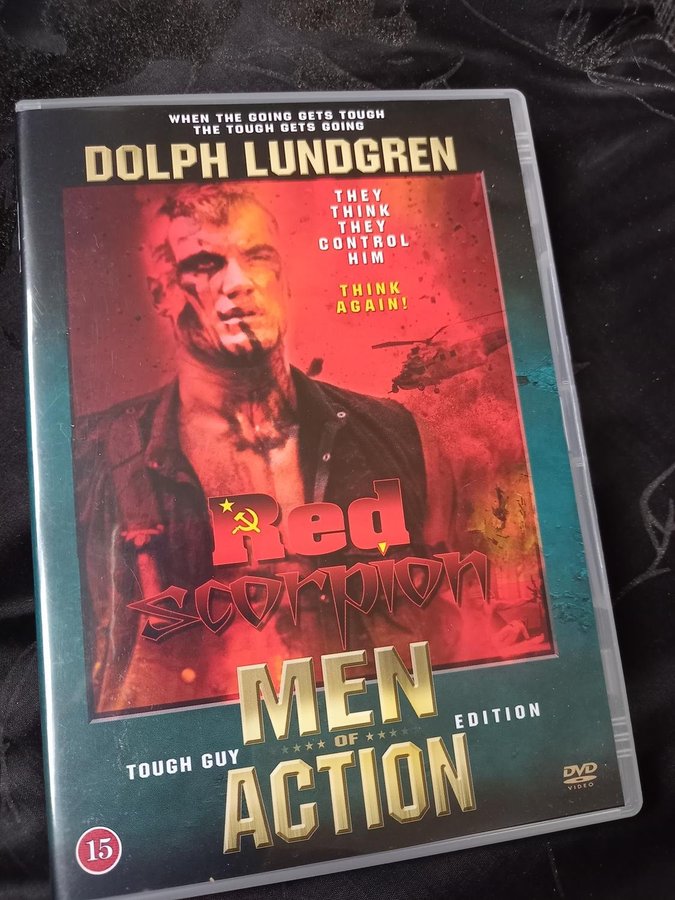 WHEN THE GOING GETS TOUGH
THE TOUGH GETS GOING
DOLPH LUNDGREN
THEY
THINK
THEY
CONTROL
HIM
THINK
AGAIN!
Red
scorpion
MEN
OF
ACTION
TOUGH GUY
EDITION
DVD
VIDEO
15